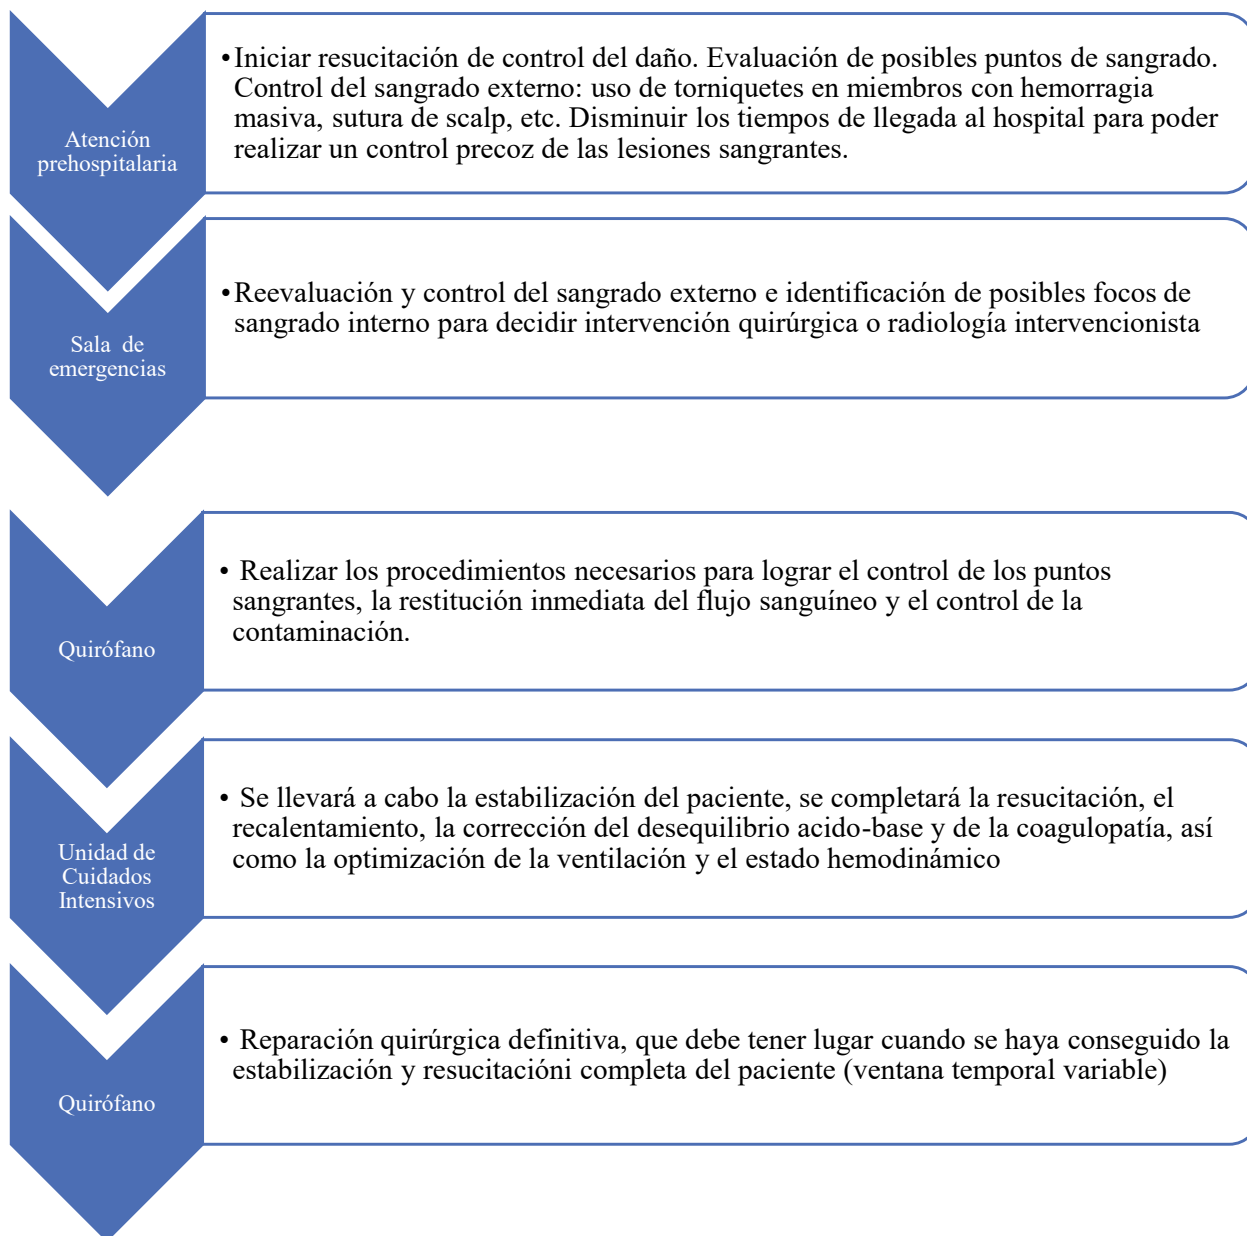 Atención
prehospitalaria
•Iniciar resucitación de control del daño. Evaluación de posibles puntos de sangrado.
Control del sangrado externo: uso de torniquetes en miembros con hemorragia
masiva, sutura de scalp, etc. Disminuir los tiempos de llegada al hospital para poder
realizar un control precoz de las lesiones sangrantes.
Sala de
emergencias
•Reevaluación y control del sangrado externo e identificación de posibles focos de
sangrado interno para decidir intervención quirúrgica o radiología intervencionista
Quirófano
• Realizar los procedimientos necesarios para lograr el control de los puntos
sangrantes, la restitución inmediata del flujo sanguíneo y el control de la
contaminación.
Unidad de
Cuidados
Intensivos
• Se llevará a cabo la estabilización del paciente, se completará la resucitación, el
recalentamiento, la corrección del desequilibrio acido-base y de la coagulopatía, así
como la optimización de la ventilación y el estado hemodinámico
Quirófano
• Reparación quirúrgica definitiva, que debe tener lugar cuando se haya conseguido la
estabilización y resucitacióni completa del paciente (ventana temporal variable)